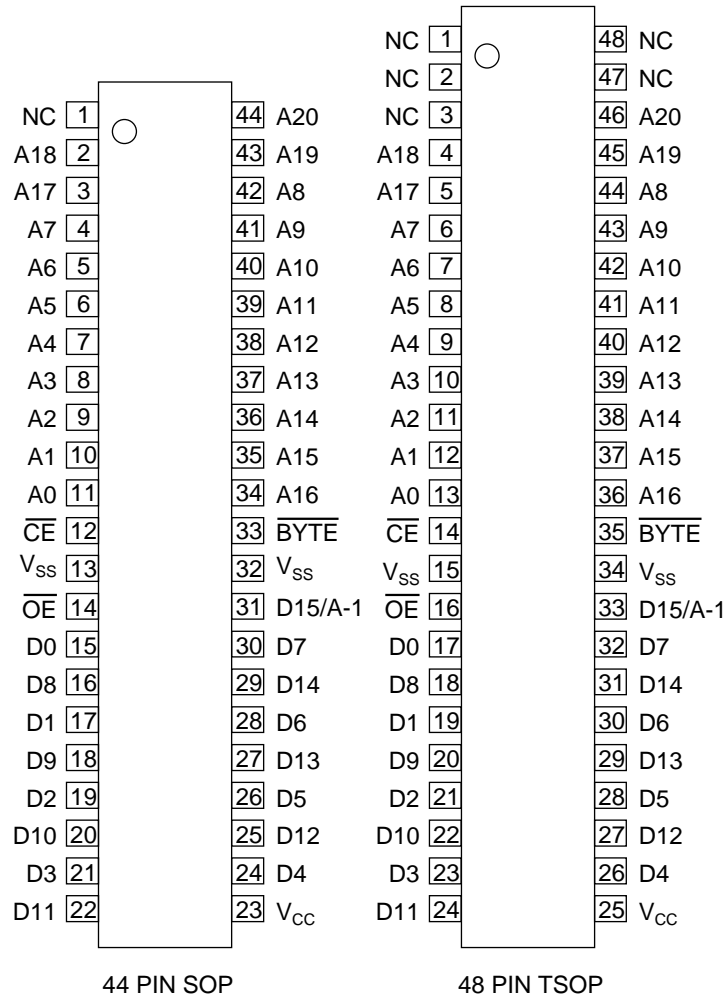 NC 1 44 A20
A18 2 43 A19
A17 3 42 A8
A7 4 41 A9
A6 5 40 A10
A5 6 39 A11
A4 7 38 A12
A3 8 37 A13
A2 9 36 A14
A1 10 35 A15
A0 11 34 A16
C̅E̅ 12 33 B̅Y̅T̅E̅
VSS 13 32 VSS
O̅E̅ 14 31 D15/A-1
D0 15 30 D7
D8 16 29 D14
D1 17 28 D6
D9 18 27 D13
D2 19 26 D5
D10 20 25 D12
D3 21 24 D4
D11 22 23 VCC
44 PIN SOP
NC 1 48 NC
NC 2 47 NC
NC 3 46 A20
A18 4 45 A19
A17 5 44 A8
A7 6 43 A9
A6 7 42 A10
A5 8 41 A11
A4 9 40 A12
A3 10 39 A13
A2 11 38 A14
A1 12 37 A15
A0 13 36 A16
C̅E̅ 14 35 B̅Y̅T̅E̅
VSS 15 34 VSS
O̅E̅ 16 33 D15/A-1
D0 17 32 D7
D8 18 31 D14
D1 19 30 D6
D9 20 29 D13
D2 21 28 D5
D10 22 27 D12
D3 23 26 D4
D11 24 25 VCC
48 PIN TSOP